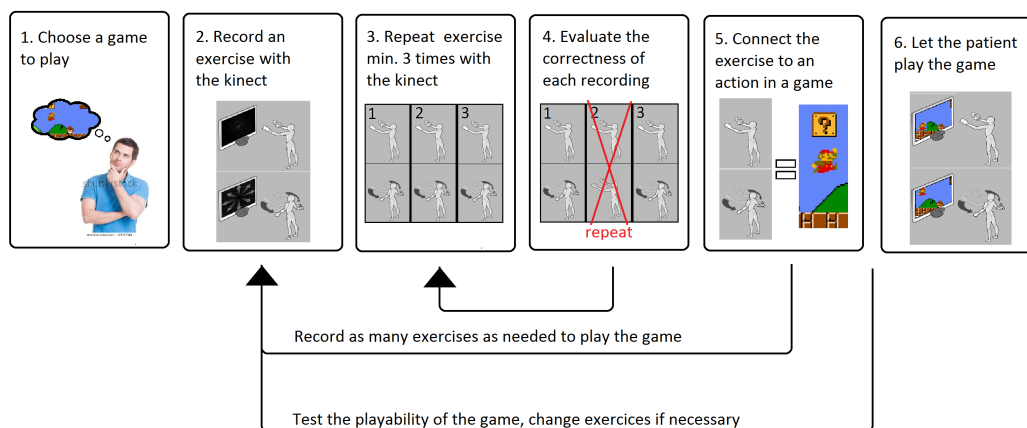 1. Choose a game
to play
2. Record an
exercise with
the kinect
3. Repeat exercise
min. 3 times with
the kinect
4. Evaluate the
correctness of
each recording
5. Connect the
exercise to an
action in a game
6. Let the patient
play the game
shutterstock
1 2 3
1 2 3
?
repeat
Record as many exercises as needed to play the game
Test the playability of the game, change exercices if necessary